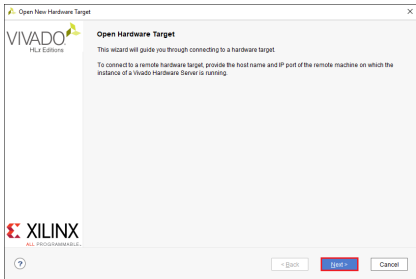 Open New Hardware Target
VIVADO
HLx Editions
Open Hardware Target
This wizard will guide you through connecting to a hardware target.
To connect to a remote hardware target, provide the host name and IP port of the remote machine on which the
instance of a Vivado Hardware Server is running.
XILINX
ALL PROGRAMMABLE.
?
< Back
Next >
Cancel